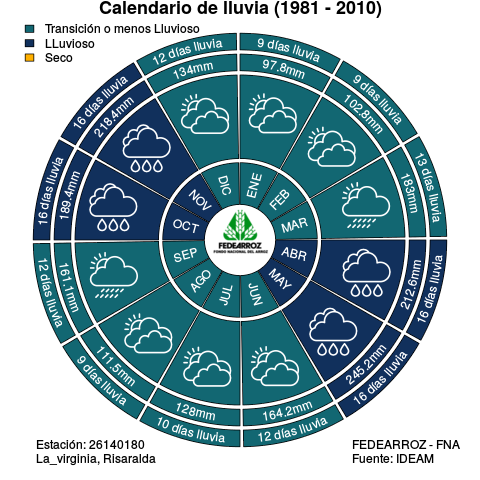 Calendario de lluvia (1981 - 2010)
Transición o menos Lluvioso
LLuvioso
Seco
9 días lluvia
97.8mm
ENE
9 días lluvia
102.8mm
FEB
13 días lluvia
183mm
MAR
16 días lluvia
212.6mm
ABR
16 días lluvia
245.2mm
MAY
12 días lluvia
164.2mm
JUN
10 días lluvia
128mm
JUL
9 días lluvia
111.5mm
AGO
12 días lluvia
161.1mm
SEP
16 días lluvia
189.4mm
OCT
16 días lluvia
218.4mm
NOV
12 días lluvia
134mm
DIC
FEDEARROZ
FONDO NACIONAL DEL ARROZ
Estación: 26140180
La_virginia, Risaralda
FEDEARROZ - FNA
Fuente: IDEAM